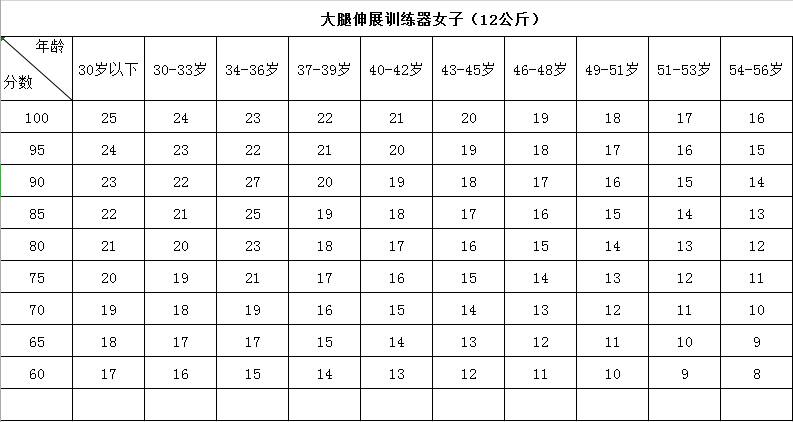 大腿伸展训练器女子（12公斤）
年龄 30岁以下 30-33岁 34-36岁 37-39岁 40-42岁 43-45岁 46-48岁 49-51岁 51-53岁 54-56岁
分数
100 25 24 23 22 21 20 19 18 17 16
95 24 23 22 21 20 19 18 17 16 15
90 23 22 27 20 19 18 17 16 15 14
85 22 21 25 19 18 17 16 15 14 13
80 21 20 23 18 17 16 15 14 13 12
75 20 19 21 17 16 15 14 13 12 11
70 19 18 19 16 15 14 13 12 11 10
65 18 17 17 15 14 13 12 11 10 9
60 17 16 15 14 13 12 11 10 9 8